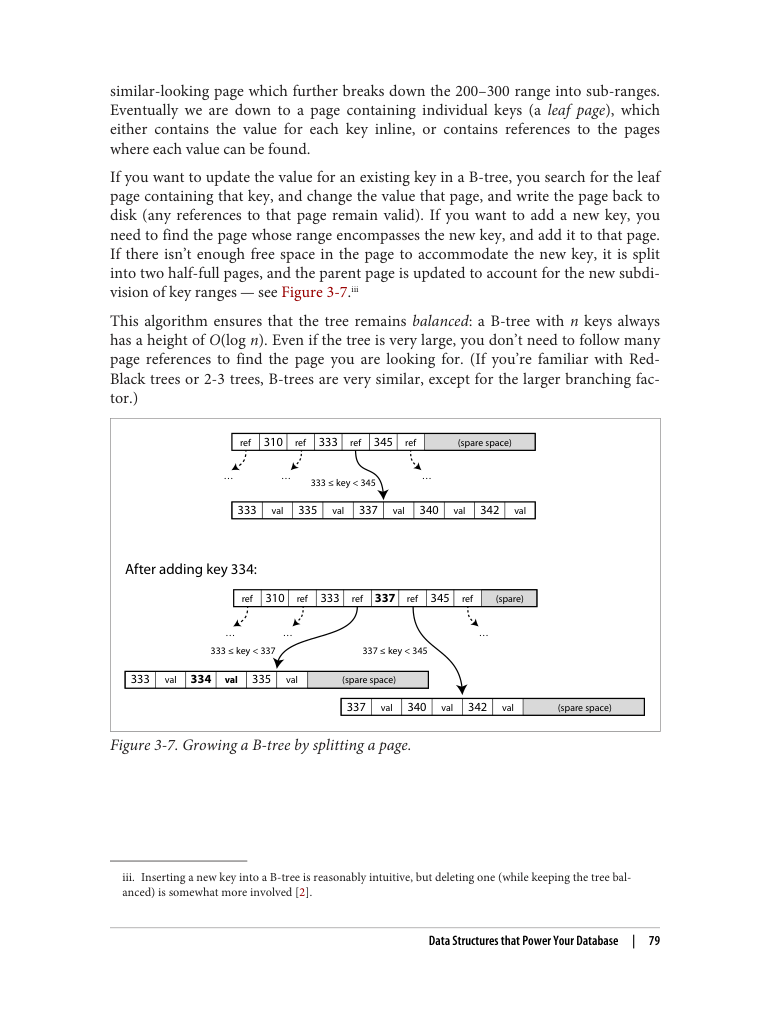 similar-looking page which further breaks down the 200–300 range into sub-ranges.
Eventually we are down to a page containing individual keys (a leaf page), which
either contains the value for each key inline, or contains references to the pages
where each value can be found.
If you want to update the value for an existing key in a B-tree, you search for the leaf
page containing that key, and change the value that page, and write the page back to
disk (any references to that page remain valid). If you want to add a new key, you
need to find the page whose range encompasses the new key, and add it to that page.
If there isn’t enough free space in the page to accommodate the new key, it is split
into two half-full pages, and the parent page is updated to account for the new subdi-
vision of key ranges — see Figure 3-7.iii
This algorithm ensures that the tree remains balanced: a B-tree with n keys always
has a height of O(log n). Even if the tree is very large, you don’t need to follow many
page references to find the page you are looking for. (If you’re familiar with Red-
Black trees or 2-3 trees, B-trees are very similar, except for the larger branching fac-
tor.)
ref 310 ref 333 ref 345 ref (spare space)
... ... ...
333 ≤ key < 345
333 val 335 val 337 val 340 val 342 val
After adding key 334:
ref 310 ref 333 ref 337 ref 345 ref (spare)
... ... ...
333 ≤ key < 337 337 ≤ key < 345
333 val 334 val 335 val (spare space)
337 val 340 val 342 val (spare space)
Figure 3-7. Growing a B-tree by splitting a page.
iii. Inserting a new key into a B-tree is reasonably intuitive, but deleting one (while keeping the tree bal-
anced) is somewhat more involved [2].
Data Structures that Power Your Database | 79